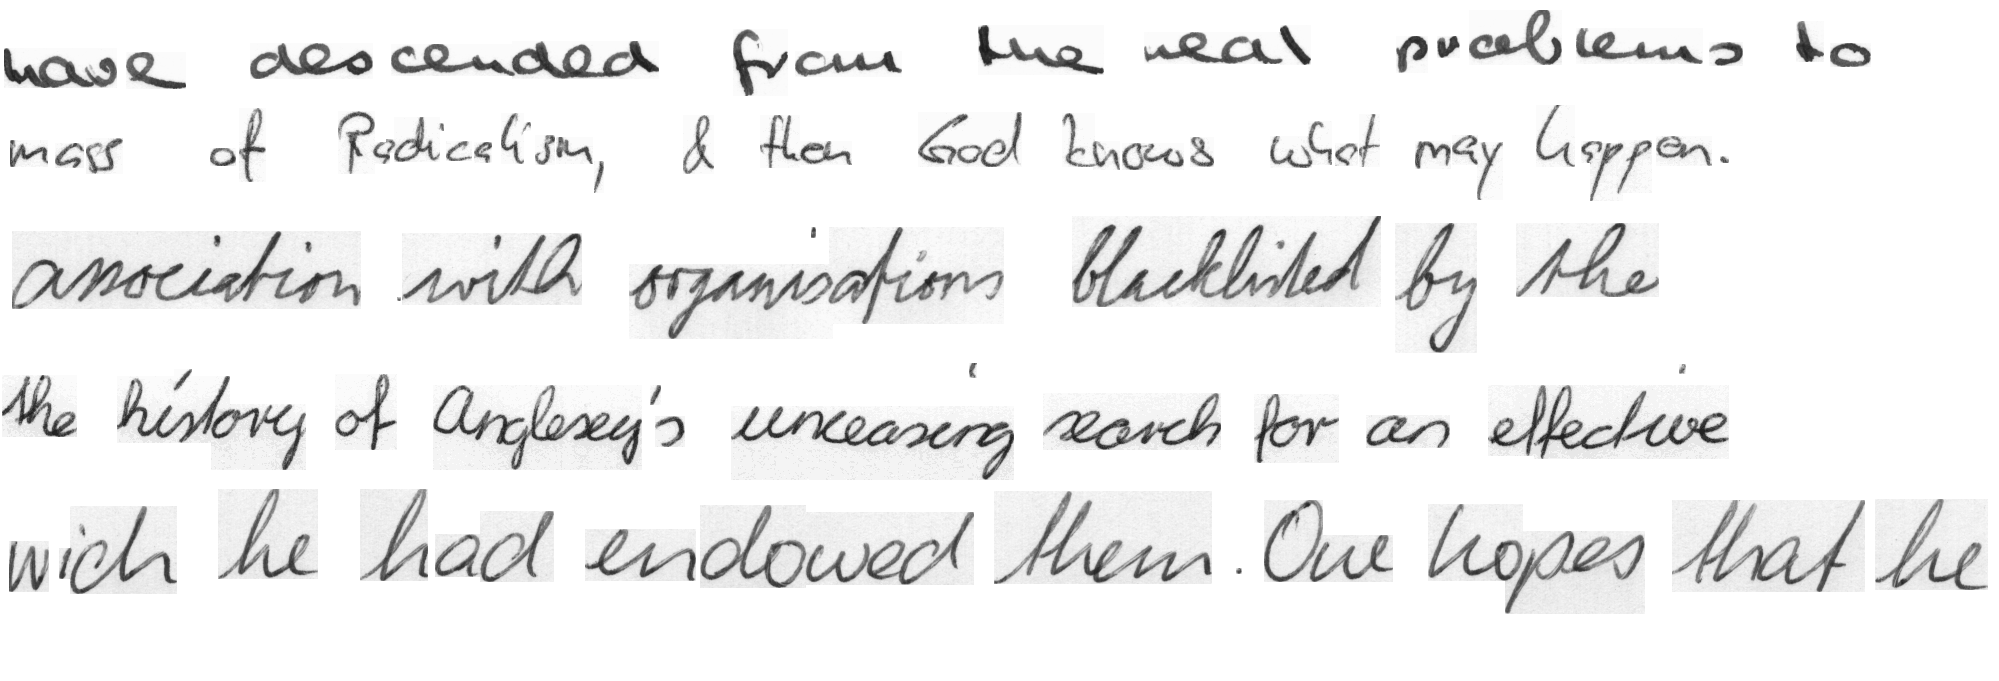 have descended from the real problems to
mass of Radicalism, & then God knows what may happen.
association with organisations blacklisted by the
the history of Anglesey's unceasing search for an effective
wich he had endowed them. One hopes that he